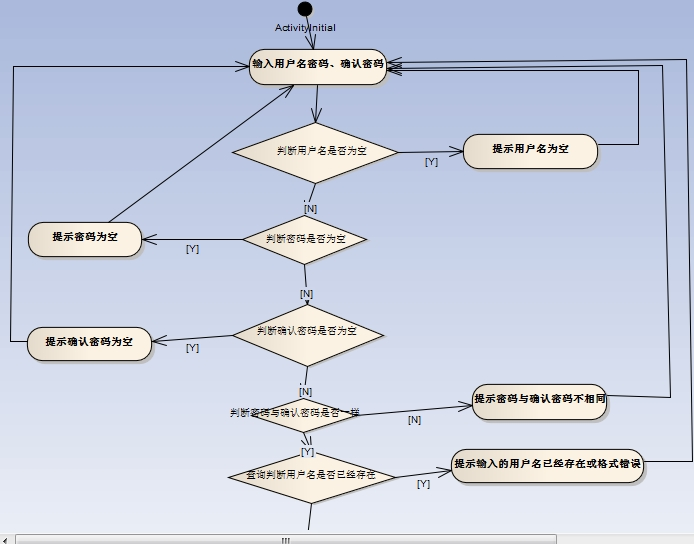 ActivityInitial
输入用户名密码、确认密码
判断用户名是否为空
[Y]
提示用户名为空
[N]
提示密码为空
[Y]
判断密码是否为空
[N]
提示确认密码为空
[Y]
判断确认密码是否为空
[N]
判断密码与确认密码是否一样
[N]
提示密码与确认密码不相同
[Y]
查询判断用户名是否已经存在
[Y]
提示输入的用户名已经存在或格式错误